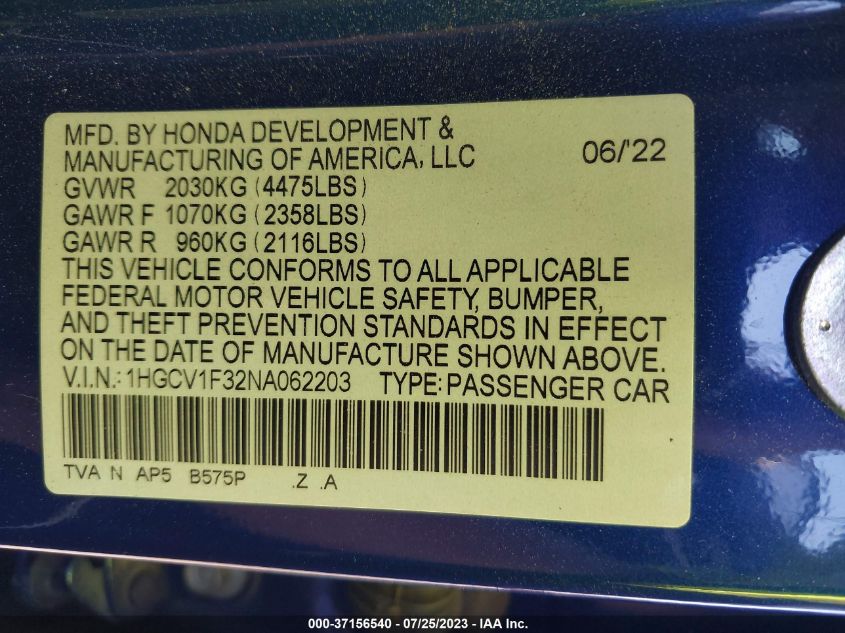 MFD. BY HONDA DEVELOPMENT &
MANUFACTURING OF AMERICA, LLC 06/'22
GVWR 2030KG (4475LBS)
GAWR F 1070KG (2358LBS)
GAWR R 960KG (2116LBS)
THIS VEHICLE CONFORMS TO ALL APPLICABLE
FEDERAL MOTOR VEHICLE SAFETY, BUMPER,
AND THEFT PREVENTION STANDARDS IN EFFECT
ON THE DATE OF MANUFACTURE SHOWN ABOVE.
V.I.N.: 1HGCV1F32NA062203 TYPE: PASSENGER CAR
TVA N AP5 B575P .Z .A
000-37156540 - 07/25/2023 - IAA Inc.